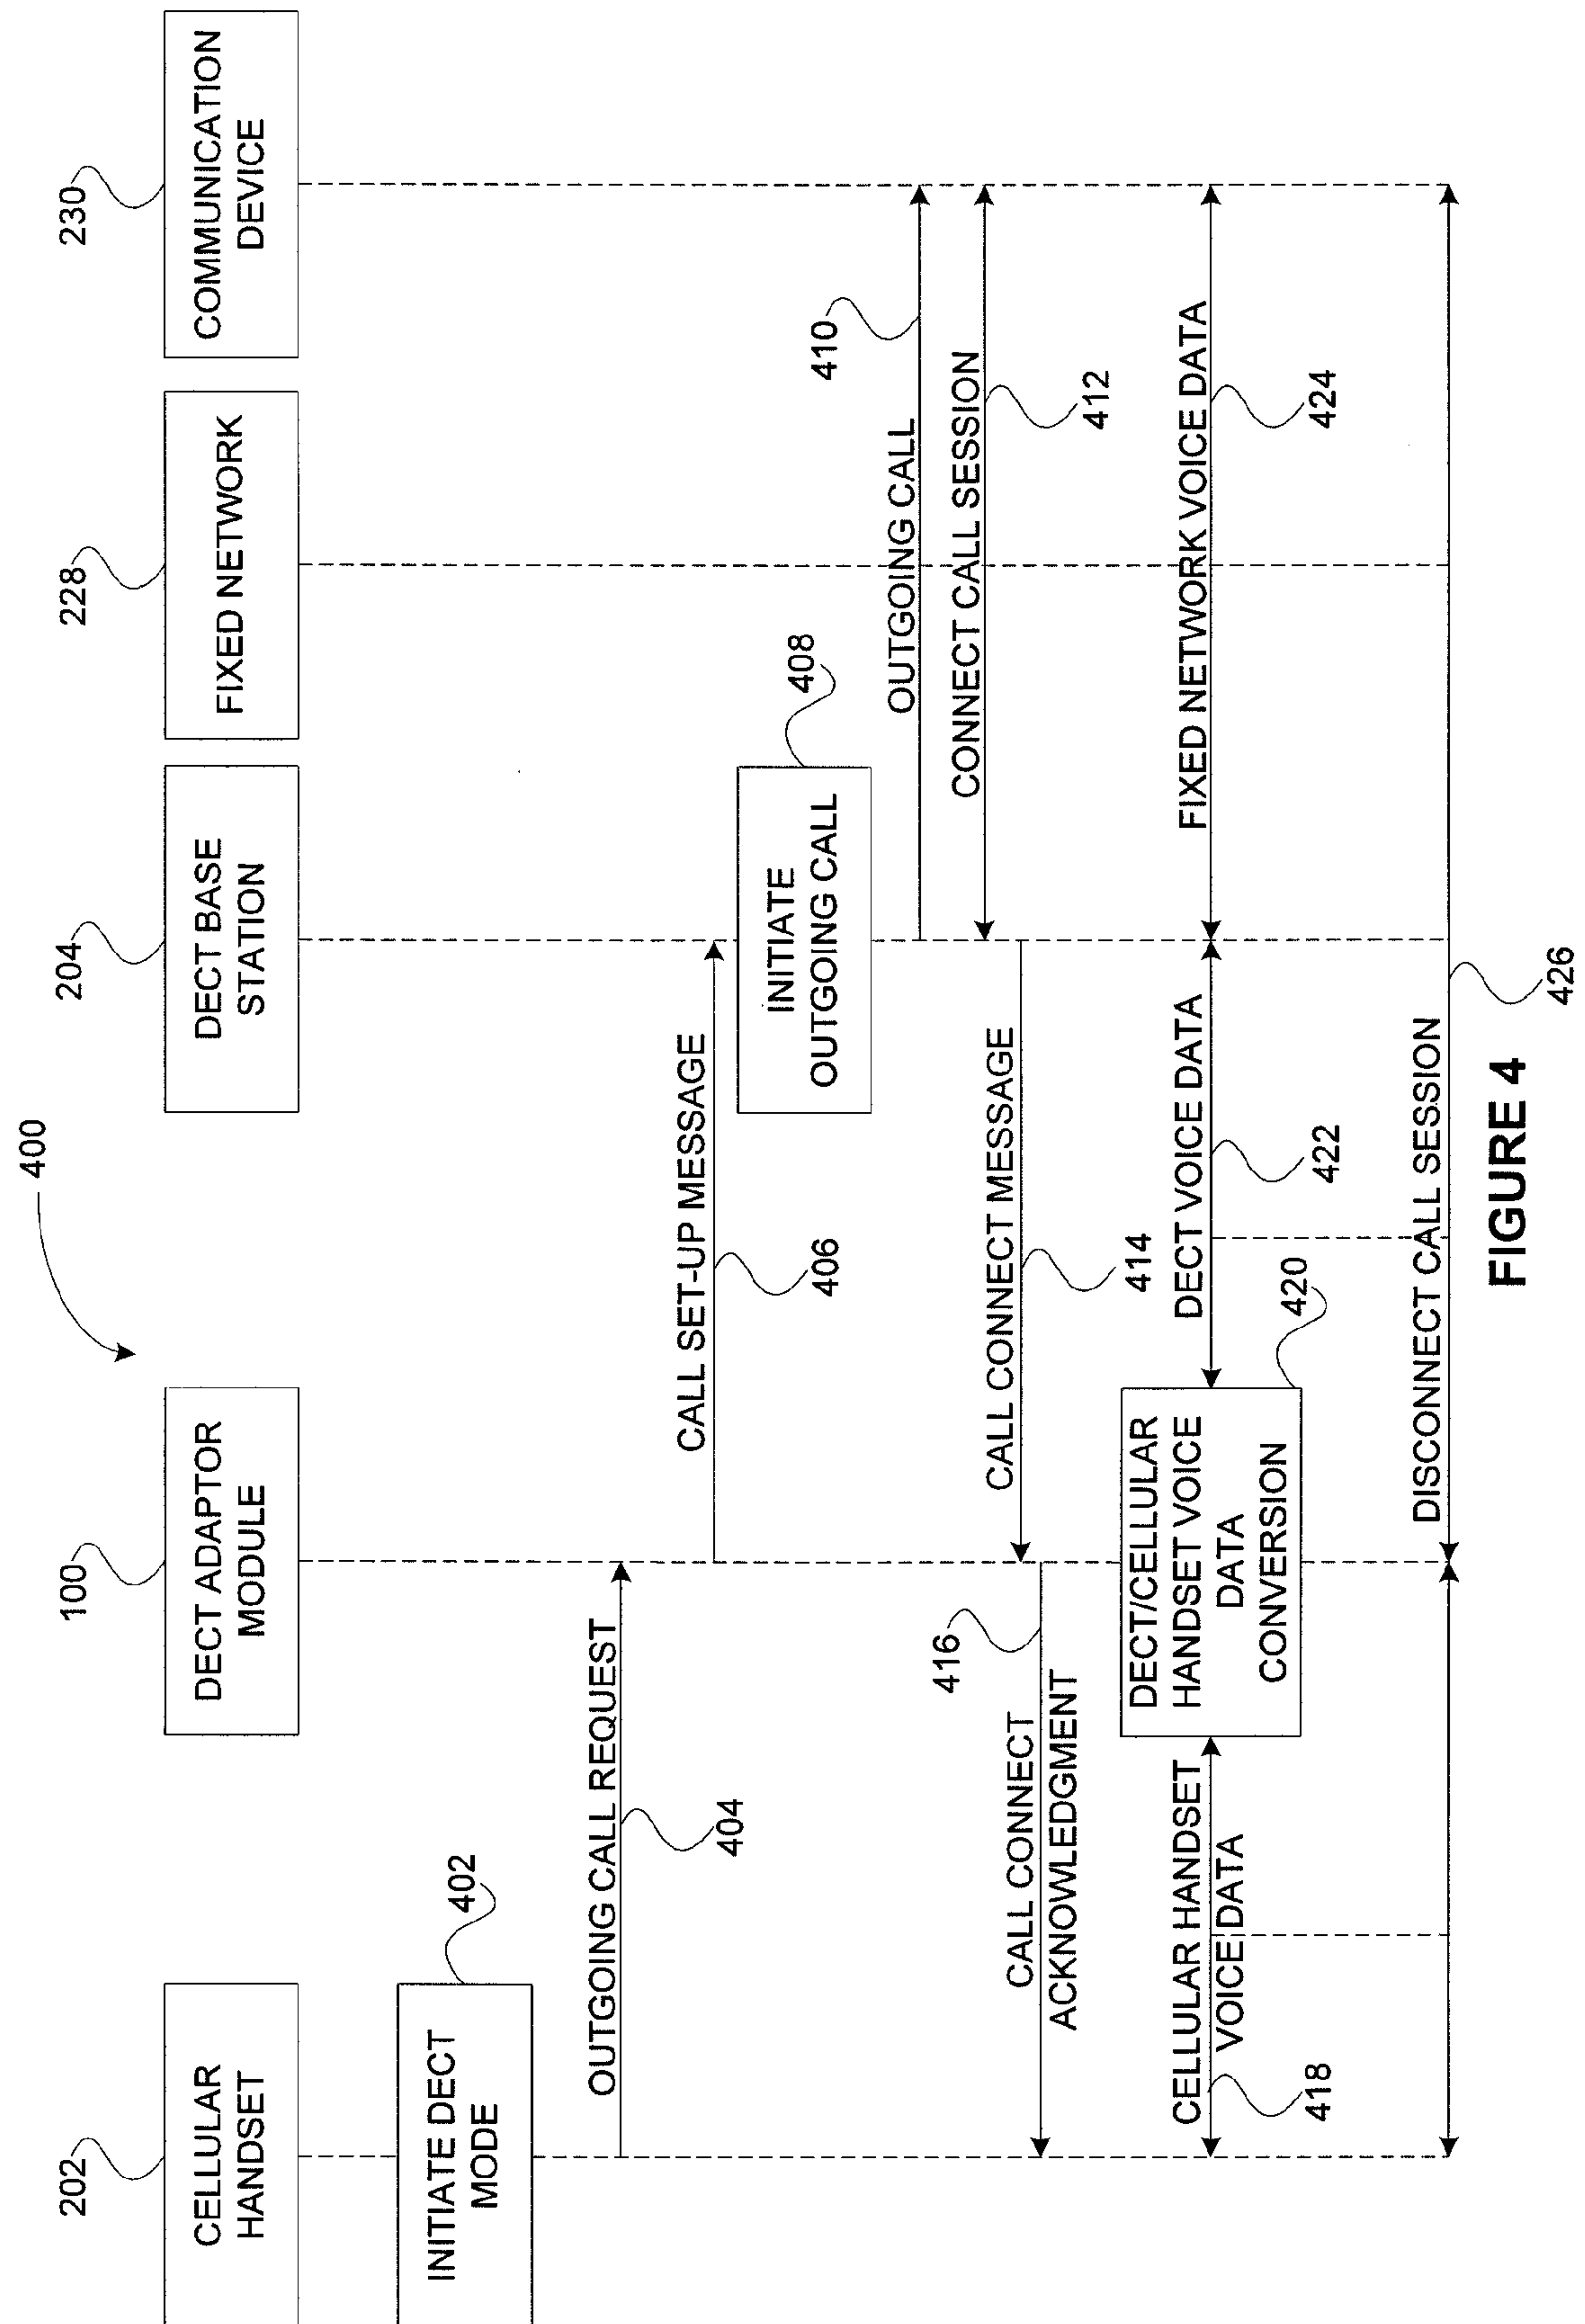 400
202
100
204
228
230
CELLULAR
HANDSET
DECT ADAPTOR
MODULE
DECT BASE
STATION
FIXED NETWORK
COMMUNICATION
DEVICE
INITIATE DECT
MODE
402
OUTGOING CALL REQUEST
404
CALL SET-UP MESSAGE
406
INITIATE
OUTGOING CALL
408
OUTGOING CALL
410
CONNECT CALL SESSION
412
CALL CONNECT MESSAGE
414
CALL CONNECT
ACKNOWLEDGMENT
416
CELLULAR HANDSET
VOICE DATA
418
DECT/CELLULAR
HANDSET VOICE
DATA
CONVERSION
420
DECT VOICE DATA
422
FIXED NETWORK VOICE DATA
424
DISCONNECT CALL SESSION
426
FIGURE 4